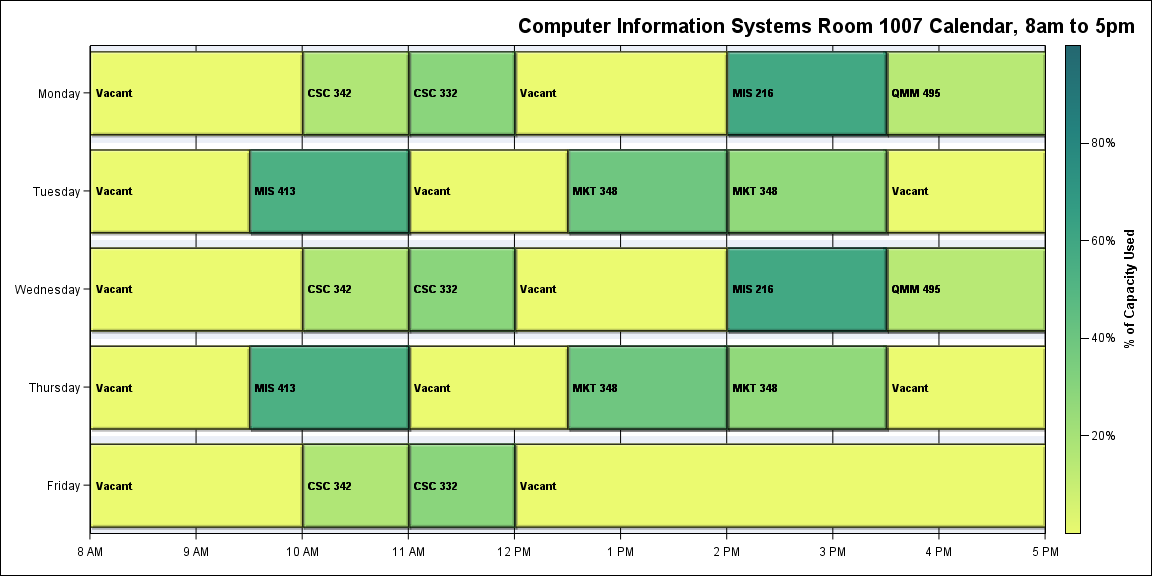 Computer Information Systems Room 1007 Calendar, 8am to 5pm
Monday
Vacant
CSC 342
CSC 332
Vacant
MIS 216
QMM 495
Tuesday
Vacant
MIS 413
Vacant
MKT 348
MKT 348
Vacant
Wednesday
Vacant
CSC 342
CSC 332
Vacant
MIS 216
QMM 495
Thursday
Vacant
MIS 413
Vacant
MKT 348
MKT 348
Vacant
Friday
Vacant
CSC 342
CSC 332
Vacant
8 AM
9 AM
10 AM
11 AM
12 PM
1 PM
2 PM
3 PM
4 PM
5 PM
80%
60%
40%
20%
% of Capacity Used